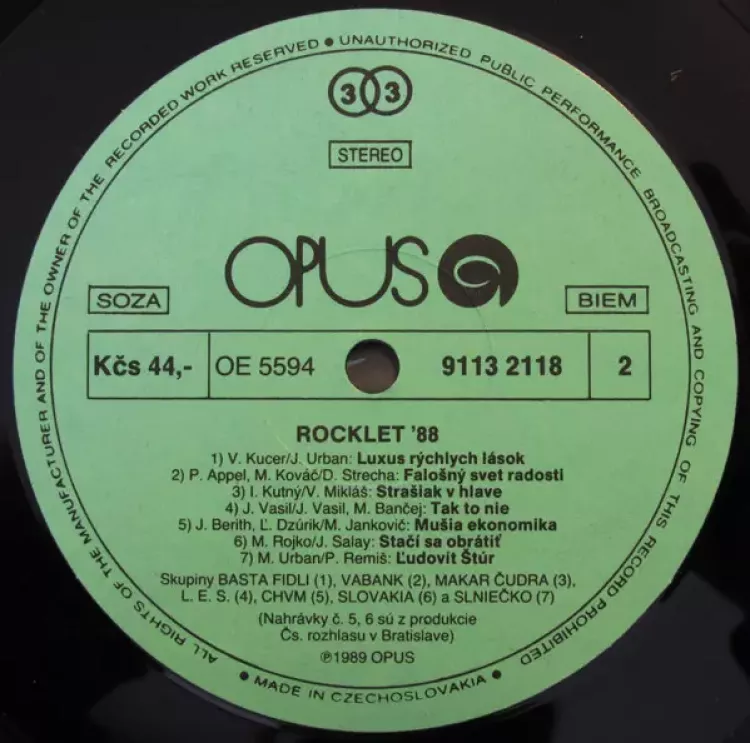 ALL RIGHTS OF THE MANUFACTURER AND OF THE OWNER OF THE RECORDED WORK RESERVED ● UNAUTHORIZED PUBLIC PERFORMANCE BROADCASTING AND COPYING OF THIS RECORD PROHIBITED
33
STEREO
OPUS
SOZA
BIEM
Kčs 44,- OE 5594 9113 2118 2
ROCKLET '88
1) V. Kucer/J. Urban: Luxus rýchlych lások
2) P. Appel, M. Kováč/D. Strecha: Falošný svet radosti
3) I. Kutný/V. Mikláš: Strašiak v hlave
4) J. Vasil/J. Vasil, M. Bančej: Tak to nie
5) J. Berith, Ľ. Dzúrik/M. Jankovič: Mušia ekonomika
6) M. Rojko/J. Salay: Stačí sa obrátiť
7) M. Urban/P. Remiš: Ľudovít Štúr
Skupiny BASTA FIDLI (1), VABANK (2), MAKAR ČUDRA (3),
L. E. S. (4), CHVM (5), SLOVAKIA (6) a SLNIEČKO (7)
(Nahrávky č. 5, 6 sú z produkcie
Čs. rozhlasu v Bratislave)
℗1989 OPUS
● MADE IN CZECHOSLOVAKIA ●